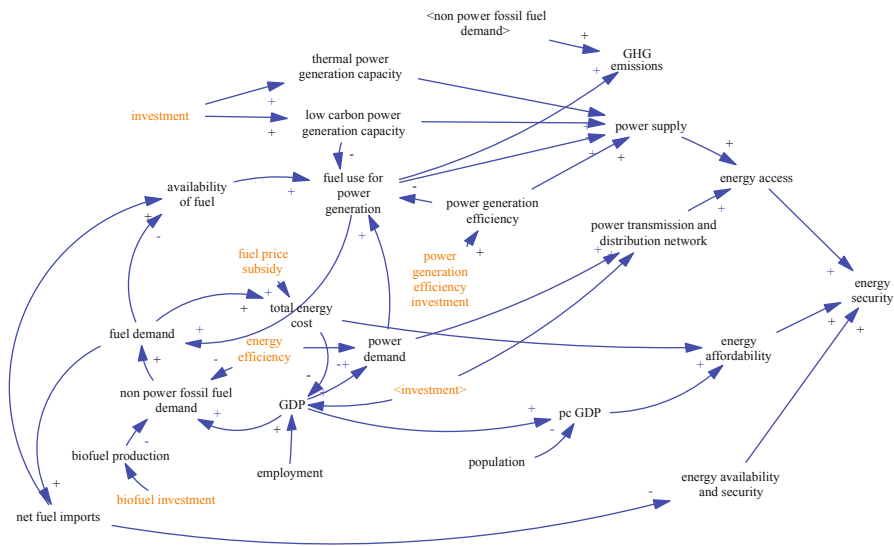 <non power fossil fuel
demand>
GHG
emissions
thermal power
generation capacity
investment
low carbon power
generation capacity
power supply
availability
of fuel
fuel use for
power
generation
energy access
power generation
efficiency
power transmission and
distribution network
fuel price
subsidy
power
generation
efficiency
investment
energy
security
total energy
cost
fuel demand
energy
efficiency
power
demand
energy
affordability
non power fossil fuel
demand
<investment>
GDP
pc GDP
biofuel production
employment
population
energy availability
and security
biofuel investment
net fuel imports